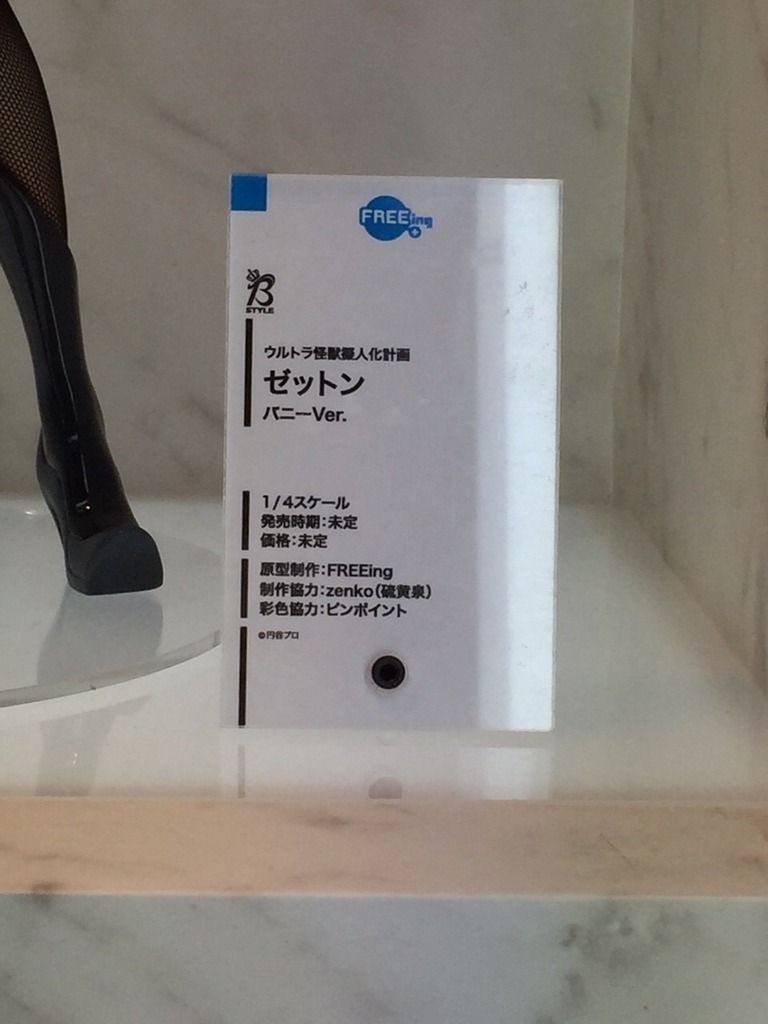 FREEing
B
STYLE
ウルトラ怪獣擬人化計画
ゼットン
バニーVer.
1/4スケール
発売時期:未定
価格:未定
原型制作:FREEing
制作協力:zenko(硫黄泉)
彩色協力:ピンポイント
©円谷プロ